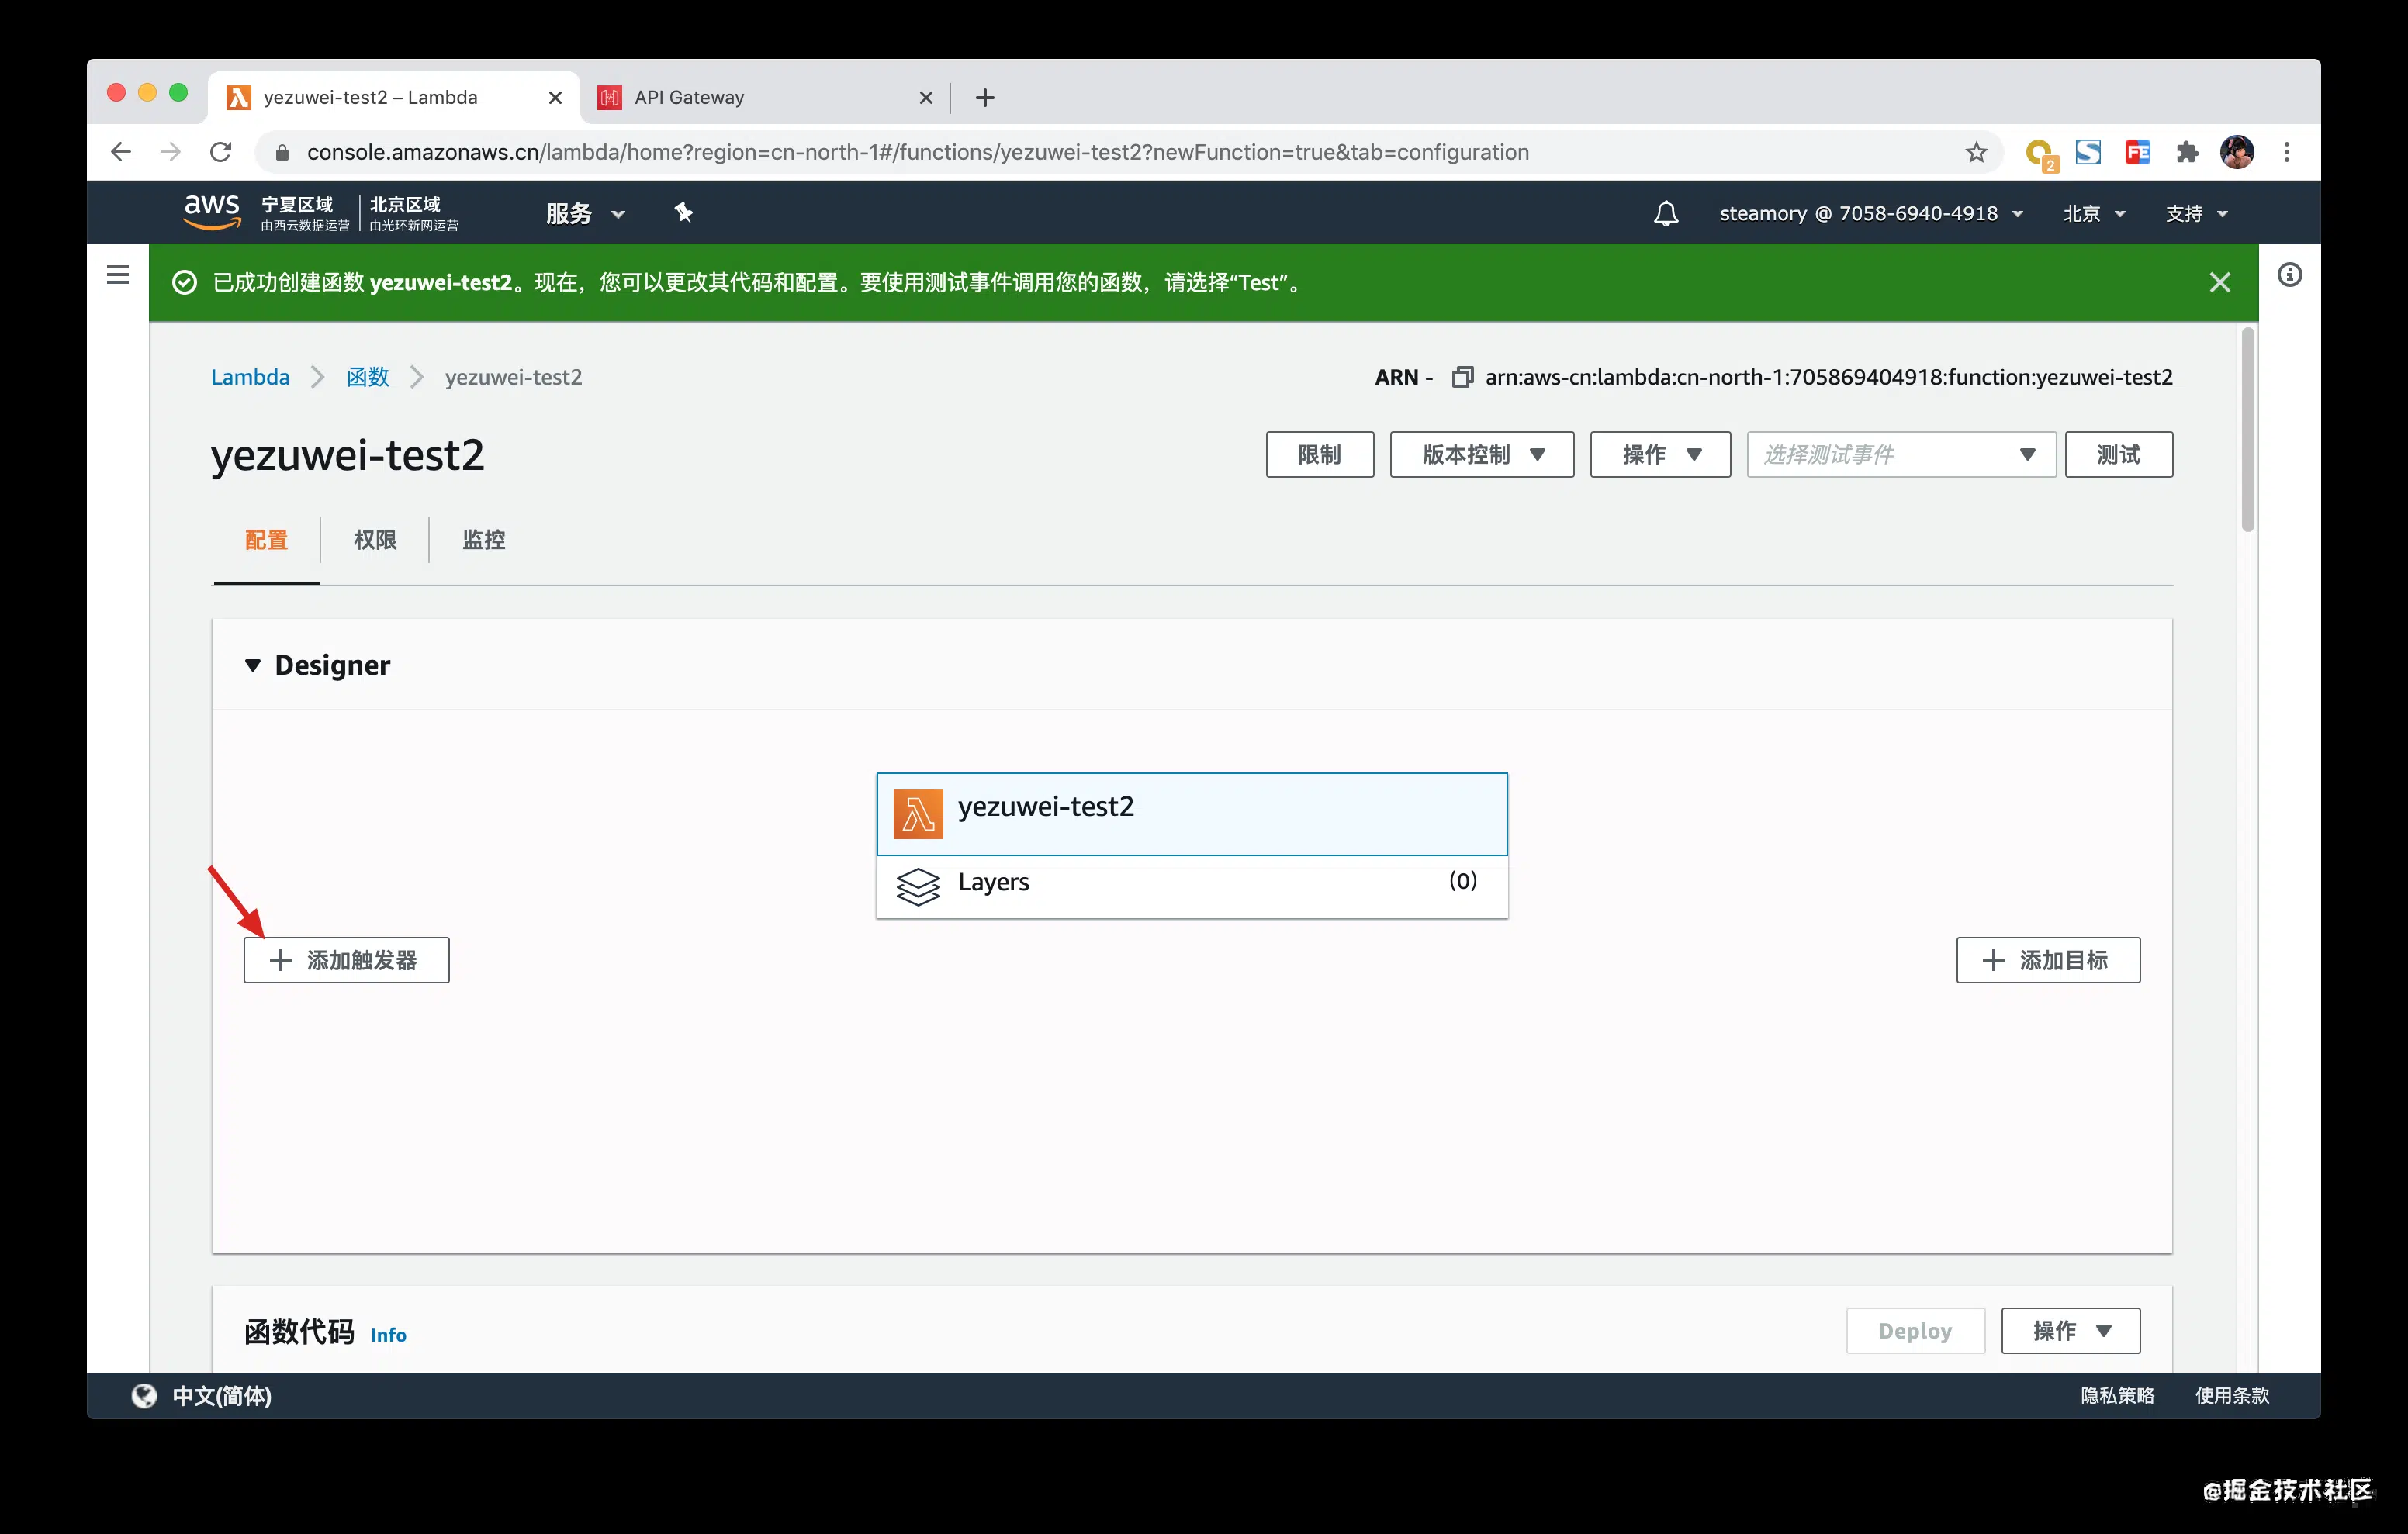 yezuwei-test2 – Lambda
API Gateway
console.amazonaws.cn/lambda/home?region=cn-north-1#/functions/yezuwei-test2?newFunction=true&tab=configuration
2
FE
aws
宁夏区域
由西云数据运营
北京区域
由光环新网运营
服务
steamory @ 7058-6940-4918
北京
支持
已成功创建函数 yezuwei-test2。现在，您可以更改其代码和配置。要使用测试事件调用您的函数，请选择“Test”。
Lambda
函数
yezuwei-test2
ARN - arn:aws-cn:lambda:cn-north-1:705869404918:function:yezuwei-test2
yezuwei-test2
限制
版本控制
操作
选择测试事件
测试
配置
权限
监控
Designer
yezuwei-test2
Layers
(0)
添加触发器
添加目标
函数代码
Info
Deploy
操作
中文(简体)
隐私策略
使用条款
@掘金技术社区